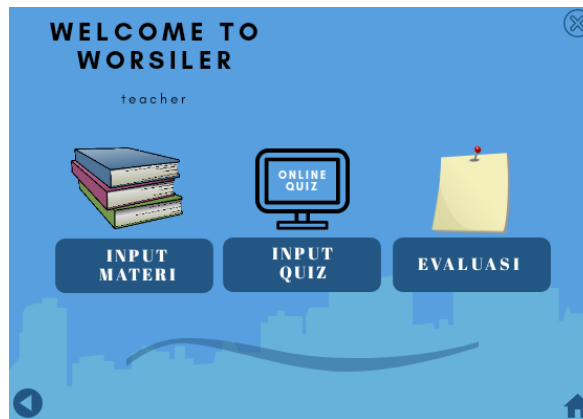 WELCOME TO
WORSILER
teacher
ONLINE
QUIZ
INPUT
MATERI
INPUT
QUIZ
EVALUASI